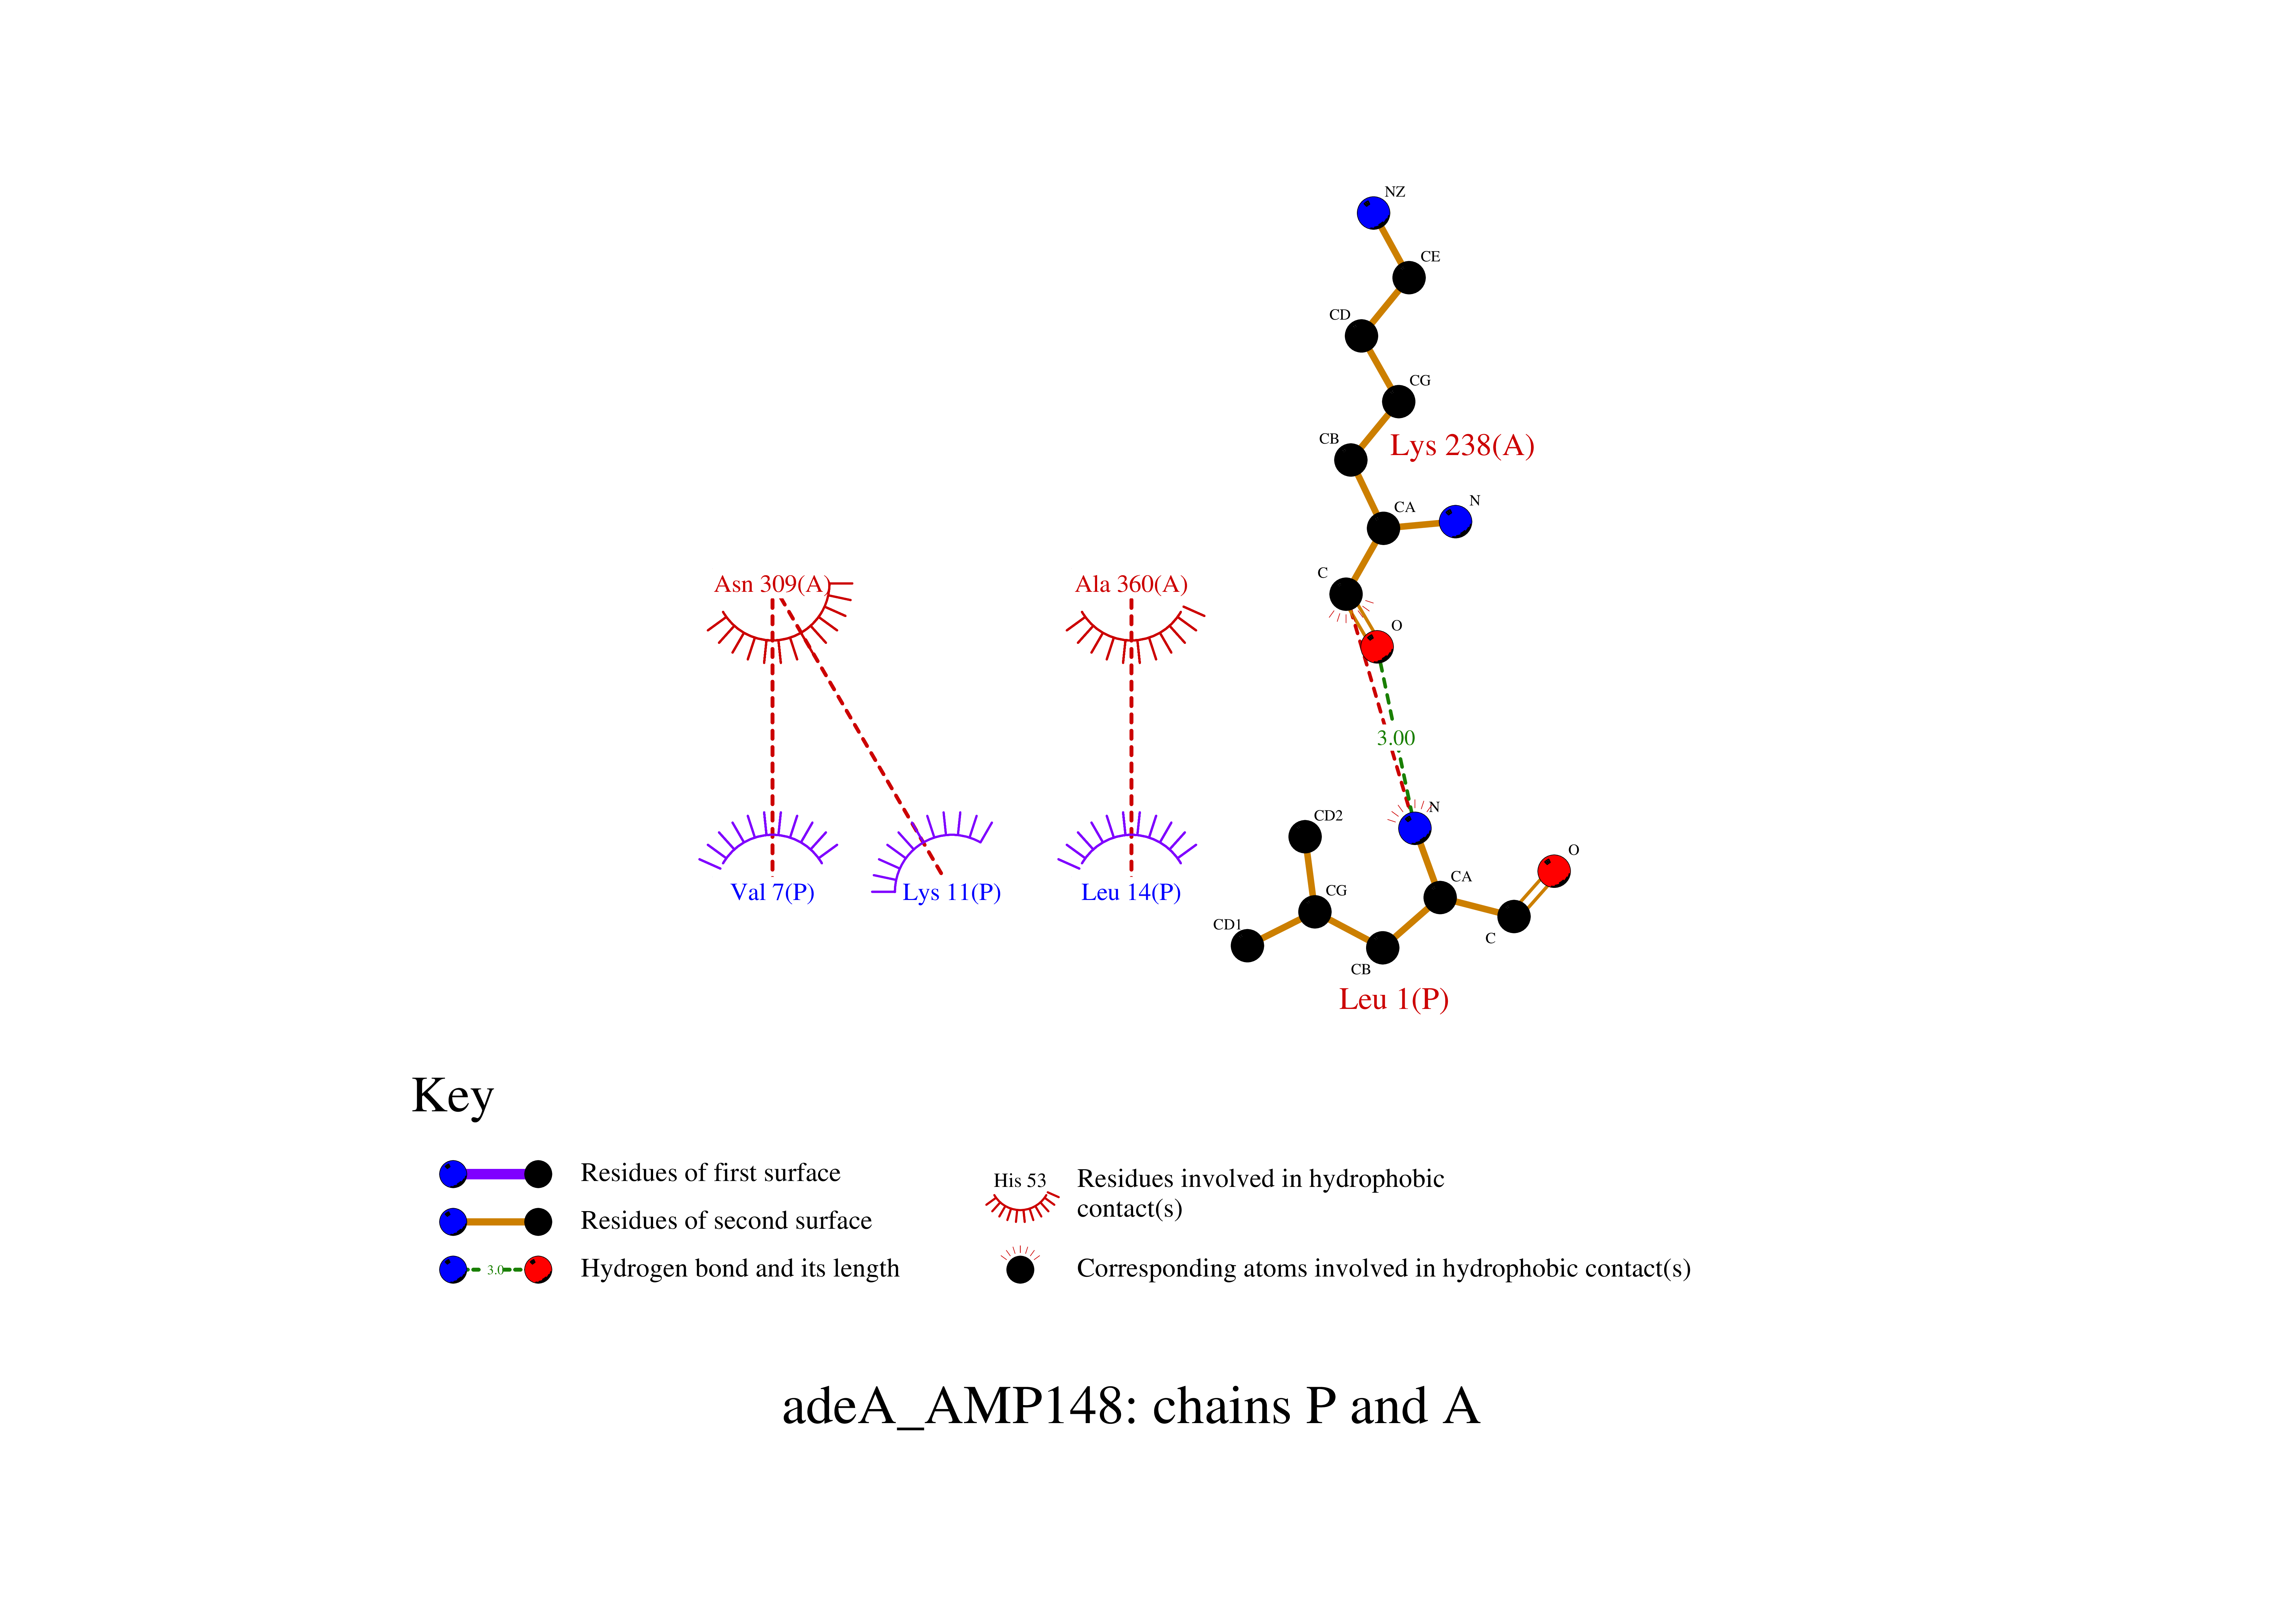 NZ
CE
CD
CG
CB
Lys 238(A)
CA
N
C
O
Asn 309(A)
Ala 360(A)
3.00
N
CD2
O
CA
CG
Val 7(P)
Lys 11(P)
Leu 14(P)
CD1
C
CB
Leu 1(P)
Key
Residues of first surface
Residues of second surface
3.0
Hydrogen bond and its length
His 53
Residues involved in hydrophobic
contact(s)
Corresponding atoms involved in hydrophobic contact(s)
adeA_AMP148: chains P and A